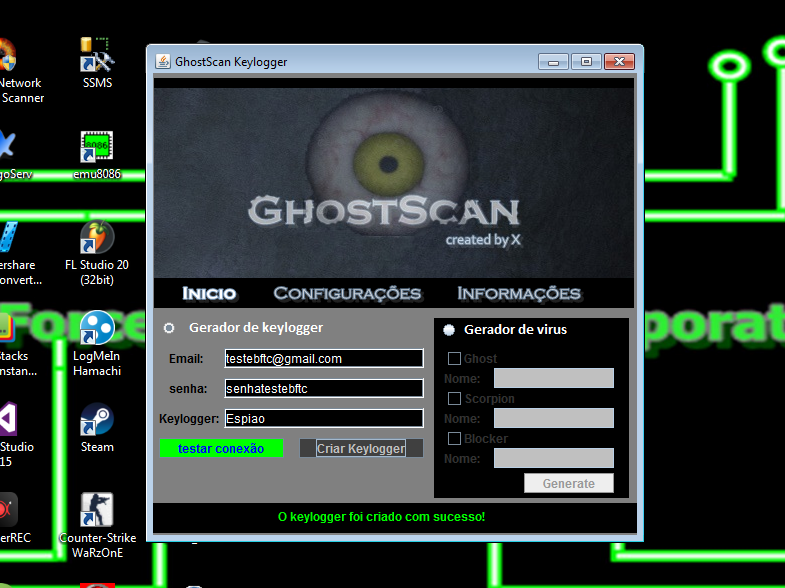 Network
Scanner
SSMS
goServ
emu8086
8086
ershare
onvert...
FL Studio 20
(32bit)
Stacks
nstan...
LogMeIn
Hamachi
Studio
15
Steam
erREC
Counter-Strike
WaRzOnE
Force
porat
GhostScan Keylogger
GHOSTSCAN
created by X
INICIO
CONFIGURAÇÕES
INFORMAÇÕES
Gerador de keylogger
Email:
testebftc@gmail.com
senha:
senhatestebftc
Keylogger:
Espiao
testar conexão
Criar Keylogger
Gerador de virus
Ghost
Nome:
Scorpion
Nome:
Blocker
Nome:
Generate
O keylogger foi criado com sucesso!